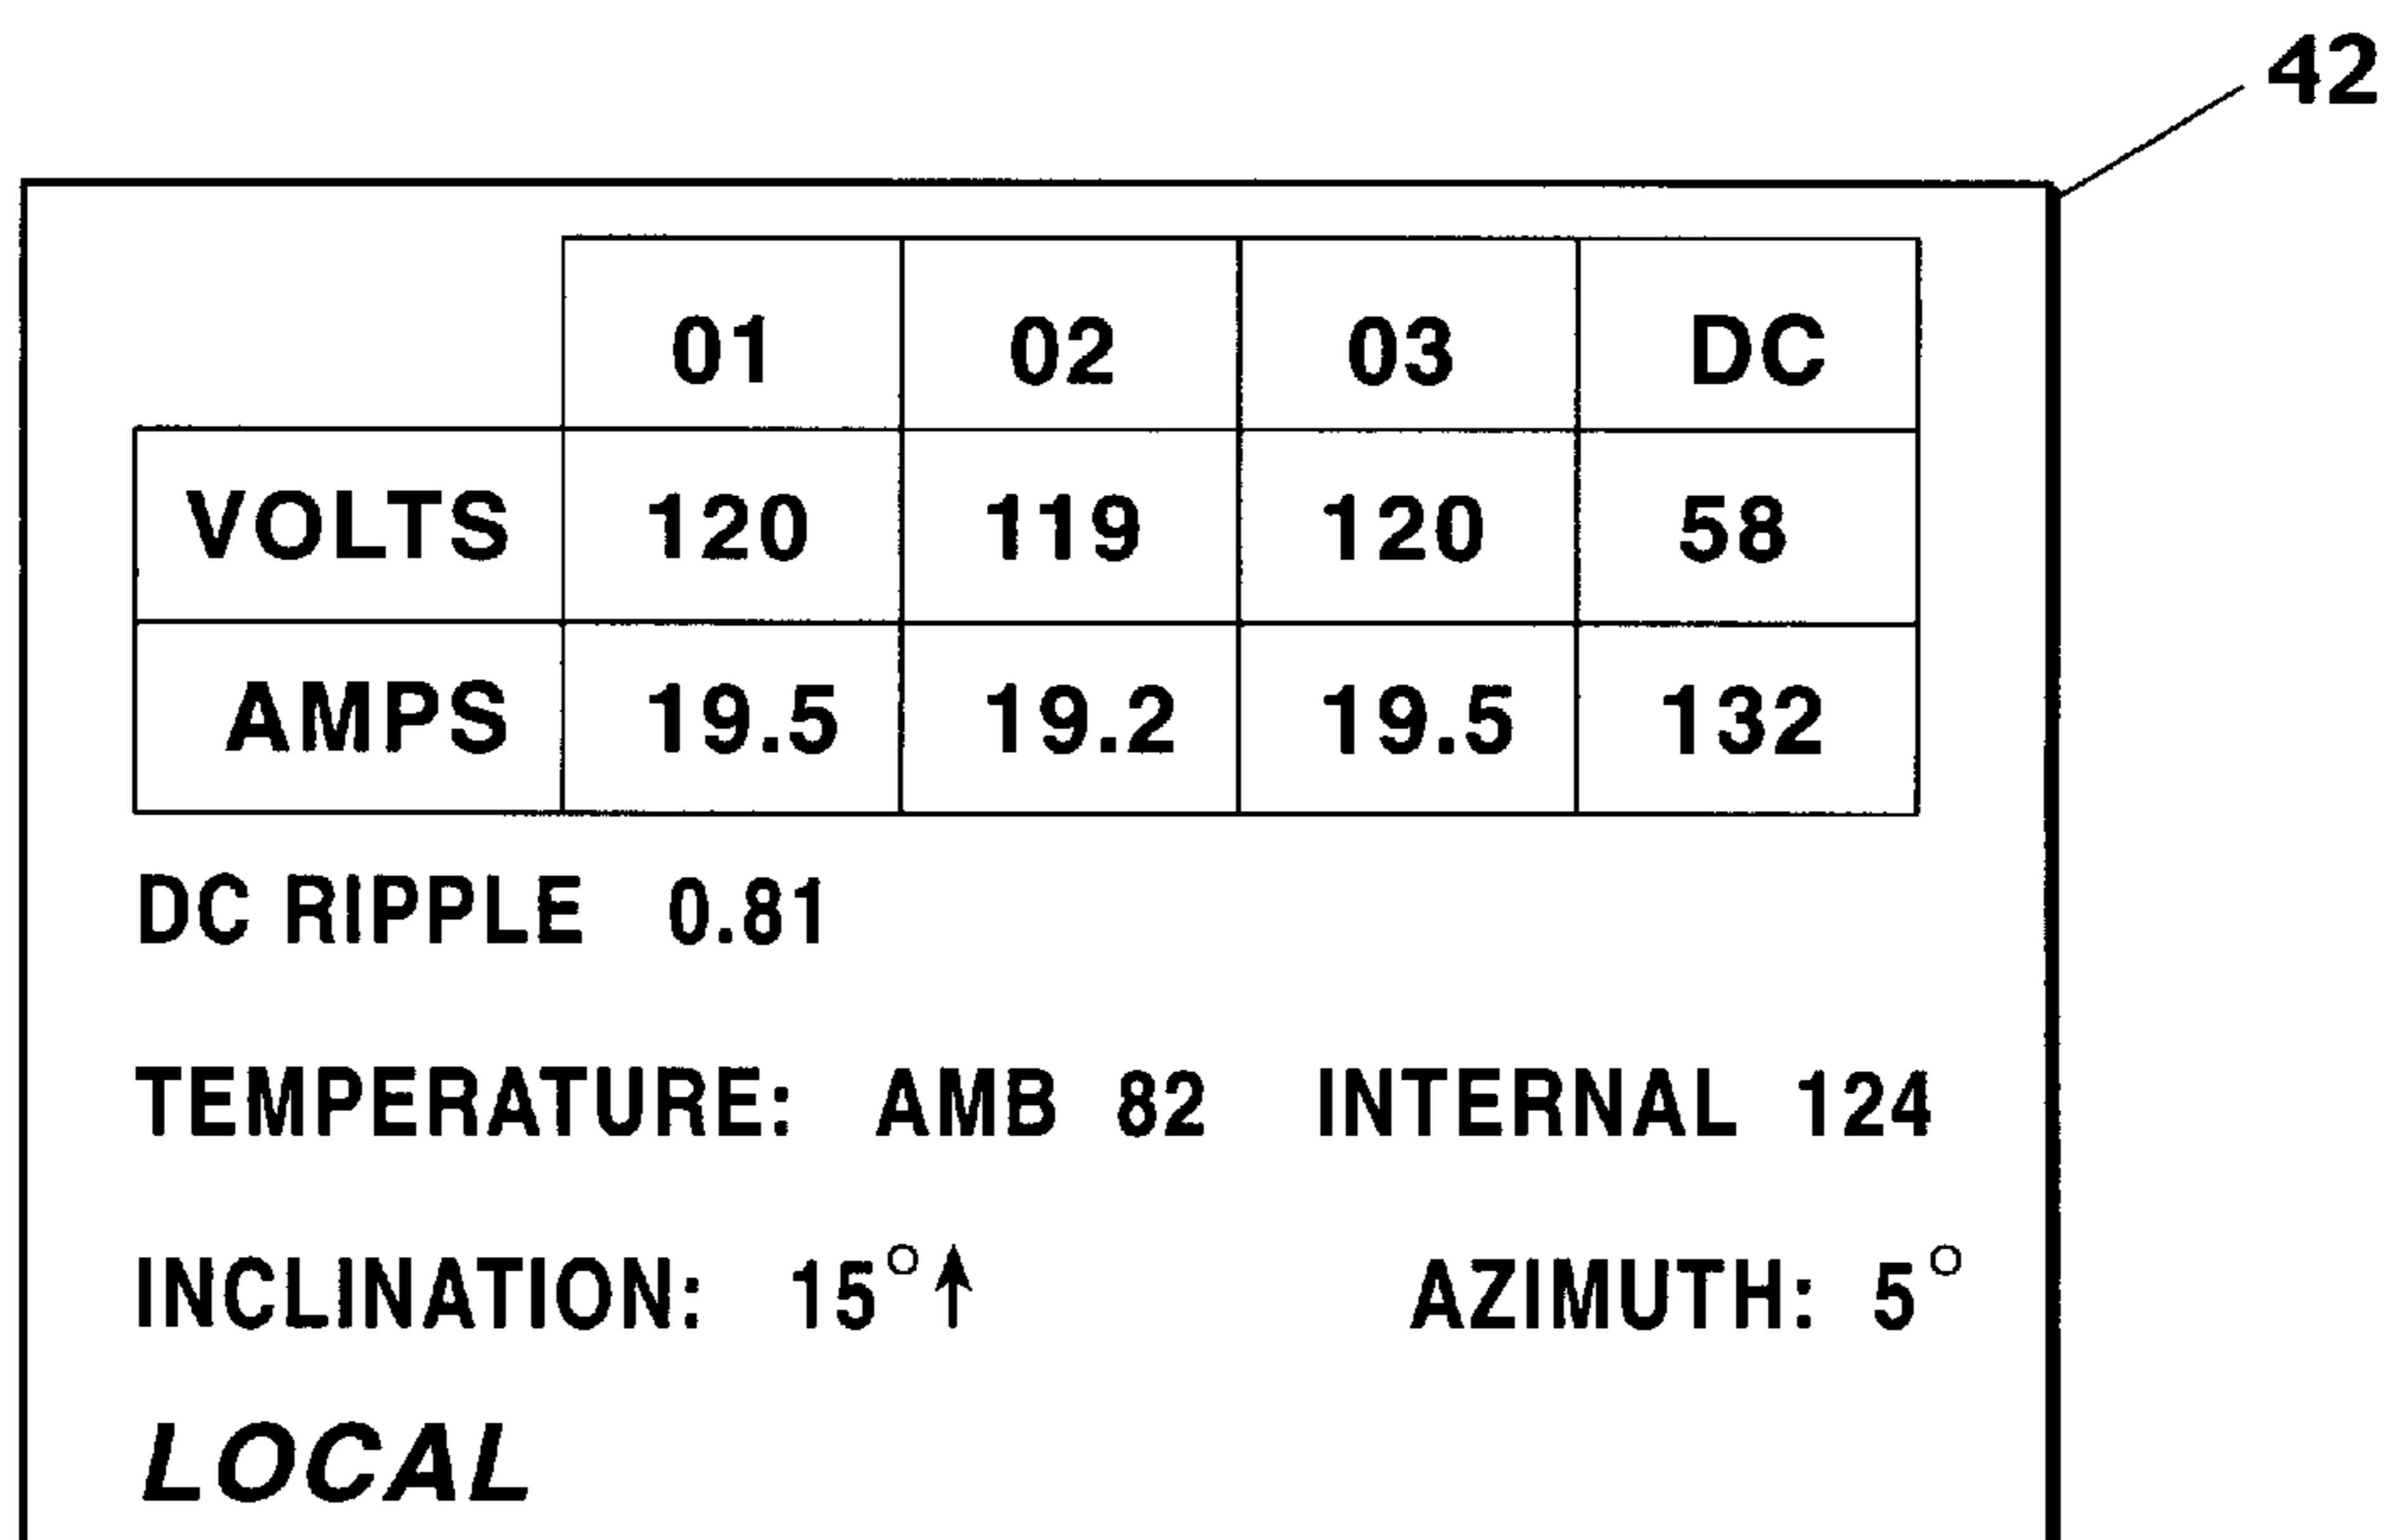 42
01 02 03 DC
VOLTS 120 119 120 58
AMPS 19.5 19.2 19.5 132
DC RIPPLE 0.81
TEMPERATURE: AMB 82 INTERNAL 124
INCLINATION: 15°↑ AZIMUTH: 5°
LOCAL